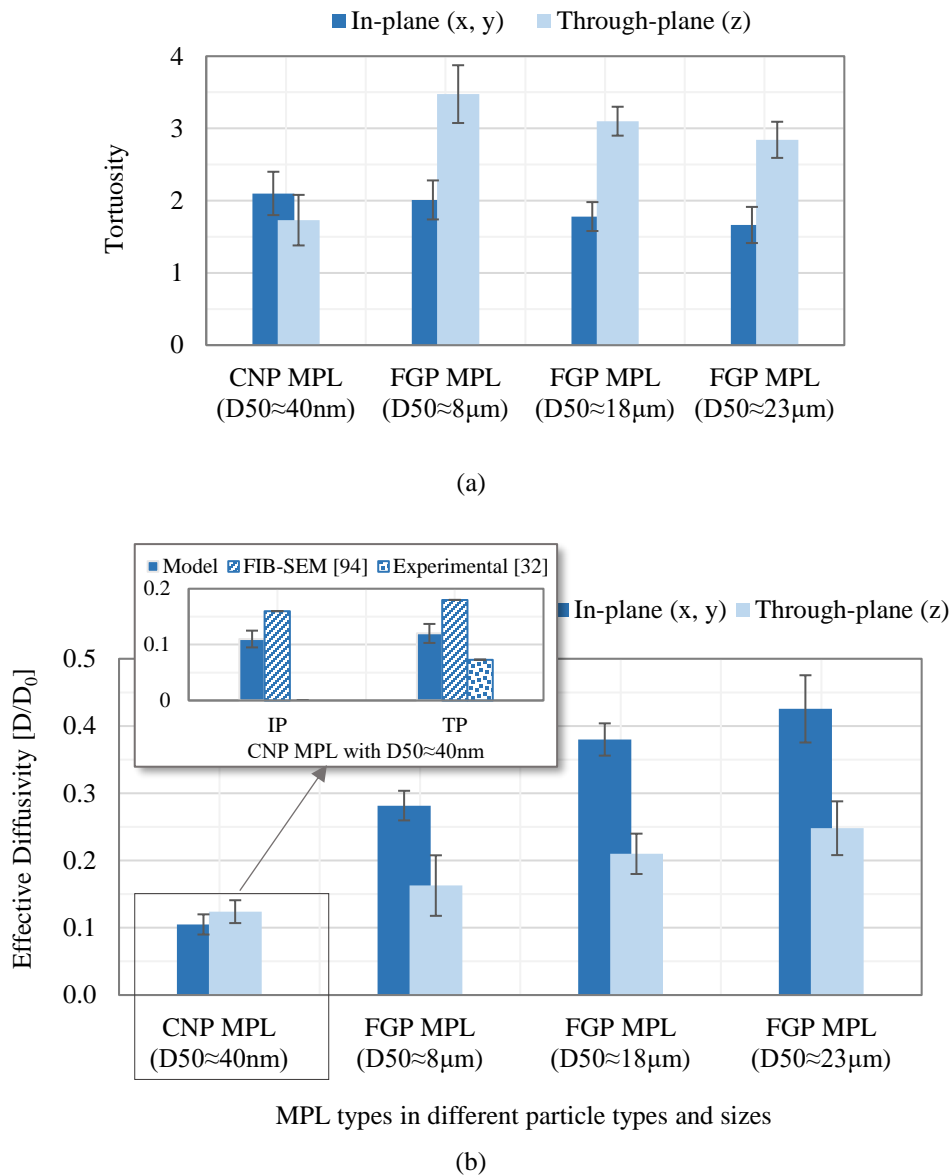 In-plane (x, y) Through-plane (z)
4
3
2
1
0
Tortuosity
CNP MPL
(D50≈40nm)
FGP MPL
(D50≈8μm)
FGP MPL
(D50≈18μm)
FGP MPL
(D50≈23μm)
(a)
Model FIB-SEM [94] Experimental [32]
0.2
0.1
0
IP TP
CNP MPL with D50≈40nm
In-plane (x, y) Through-plane (z)
0.5
0.4
0.3
0.2
0.1
0.0
Effective Diffusivity [D/D₀]
CNP MPL
(D50≈40nm)
FGP MPL
(D50≈8μm)
FGP MPL
(D50≈18μm)
FGP MPL
(D50≈23μm)
MPL types in different particle types and sizes
(b)